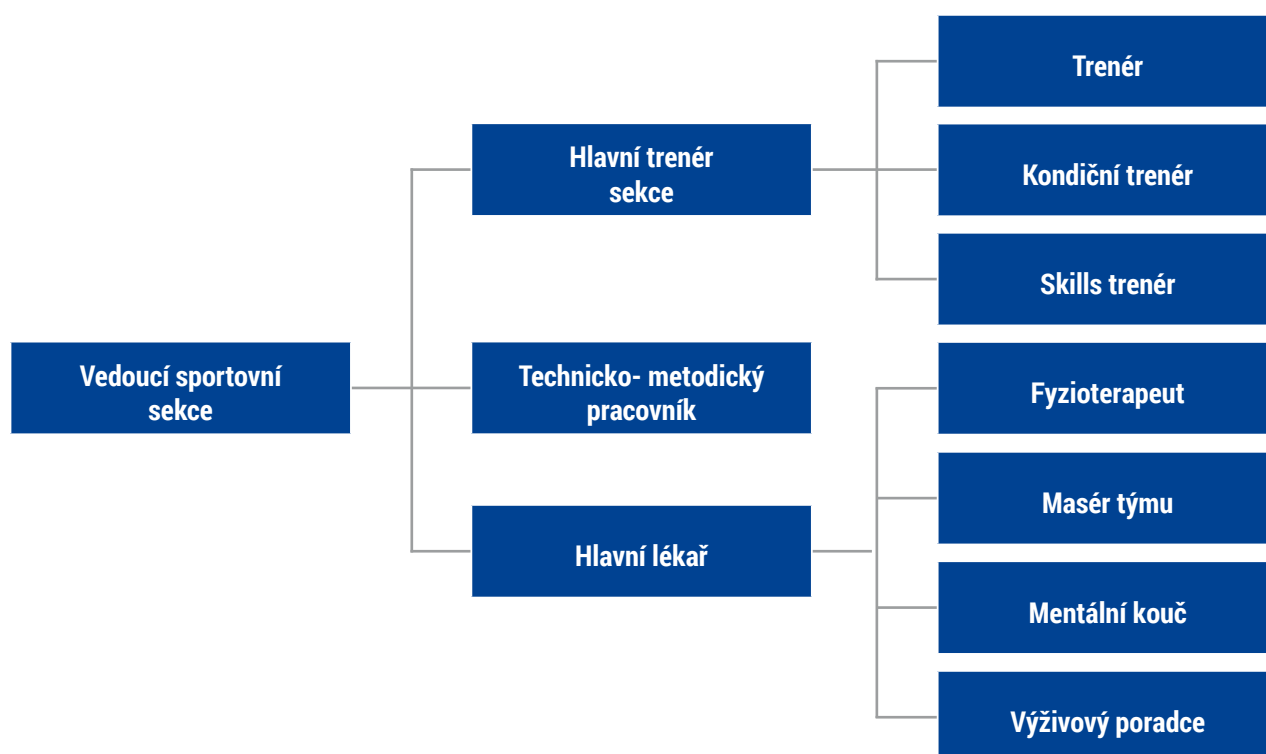 Trenér
Hlavní trenér
sekce
Kondiční trenér
Skills trenér
Vedoucí sportovní
sekce
Technicko- metodický
pracovník
Fyzioterapeut
Masér týmu
Hlavní lékař
Mentální kouč
Výživový poradce